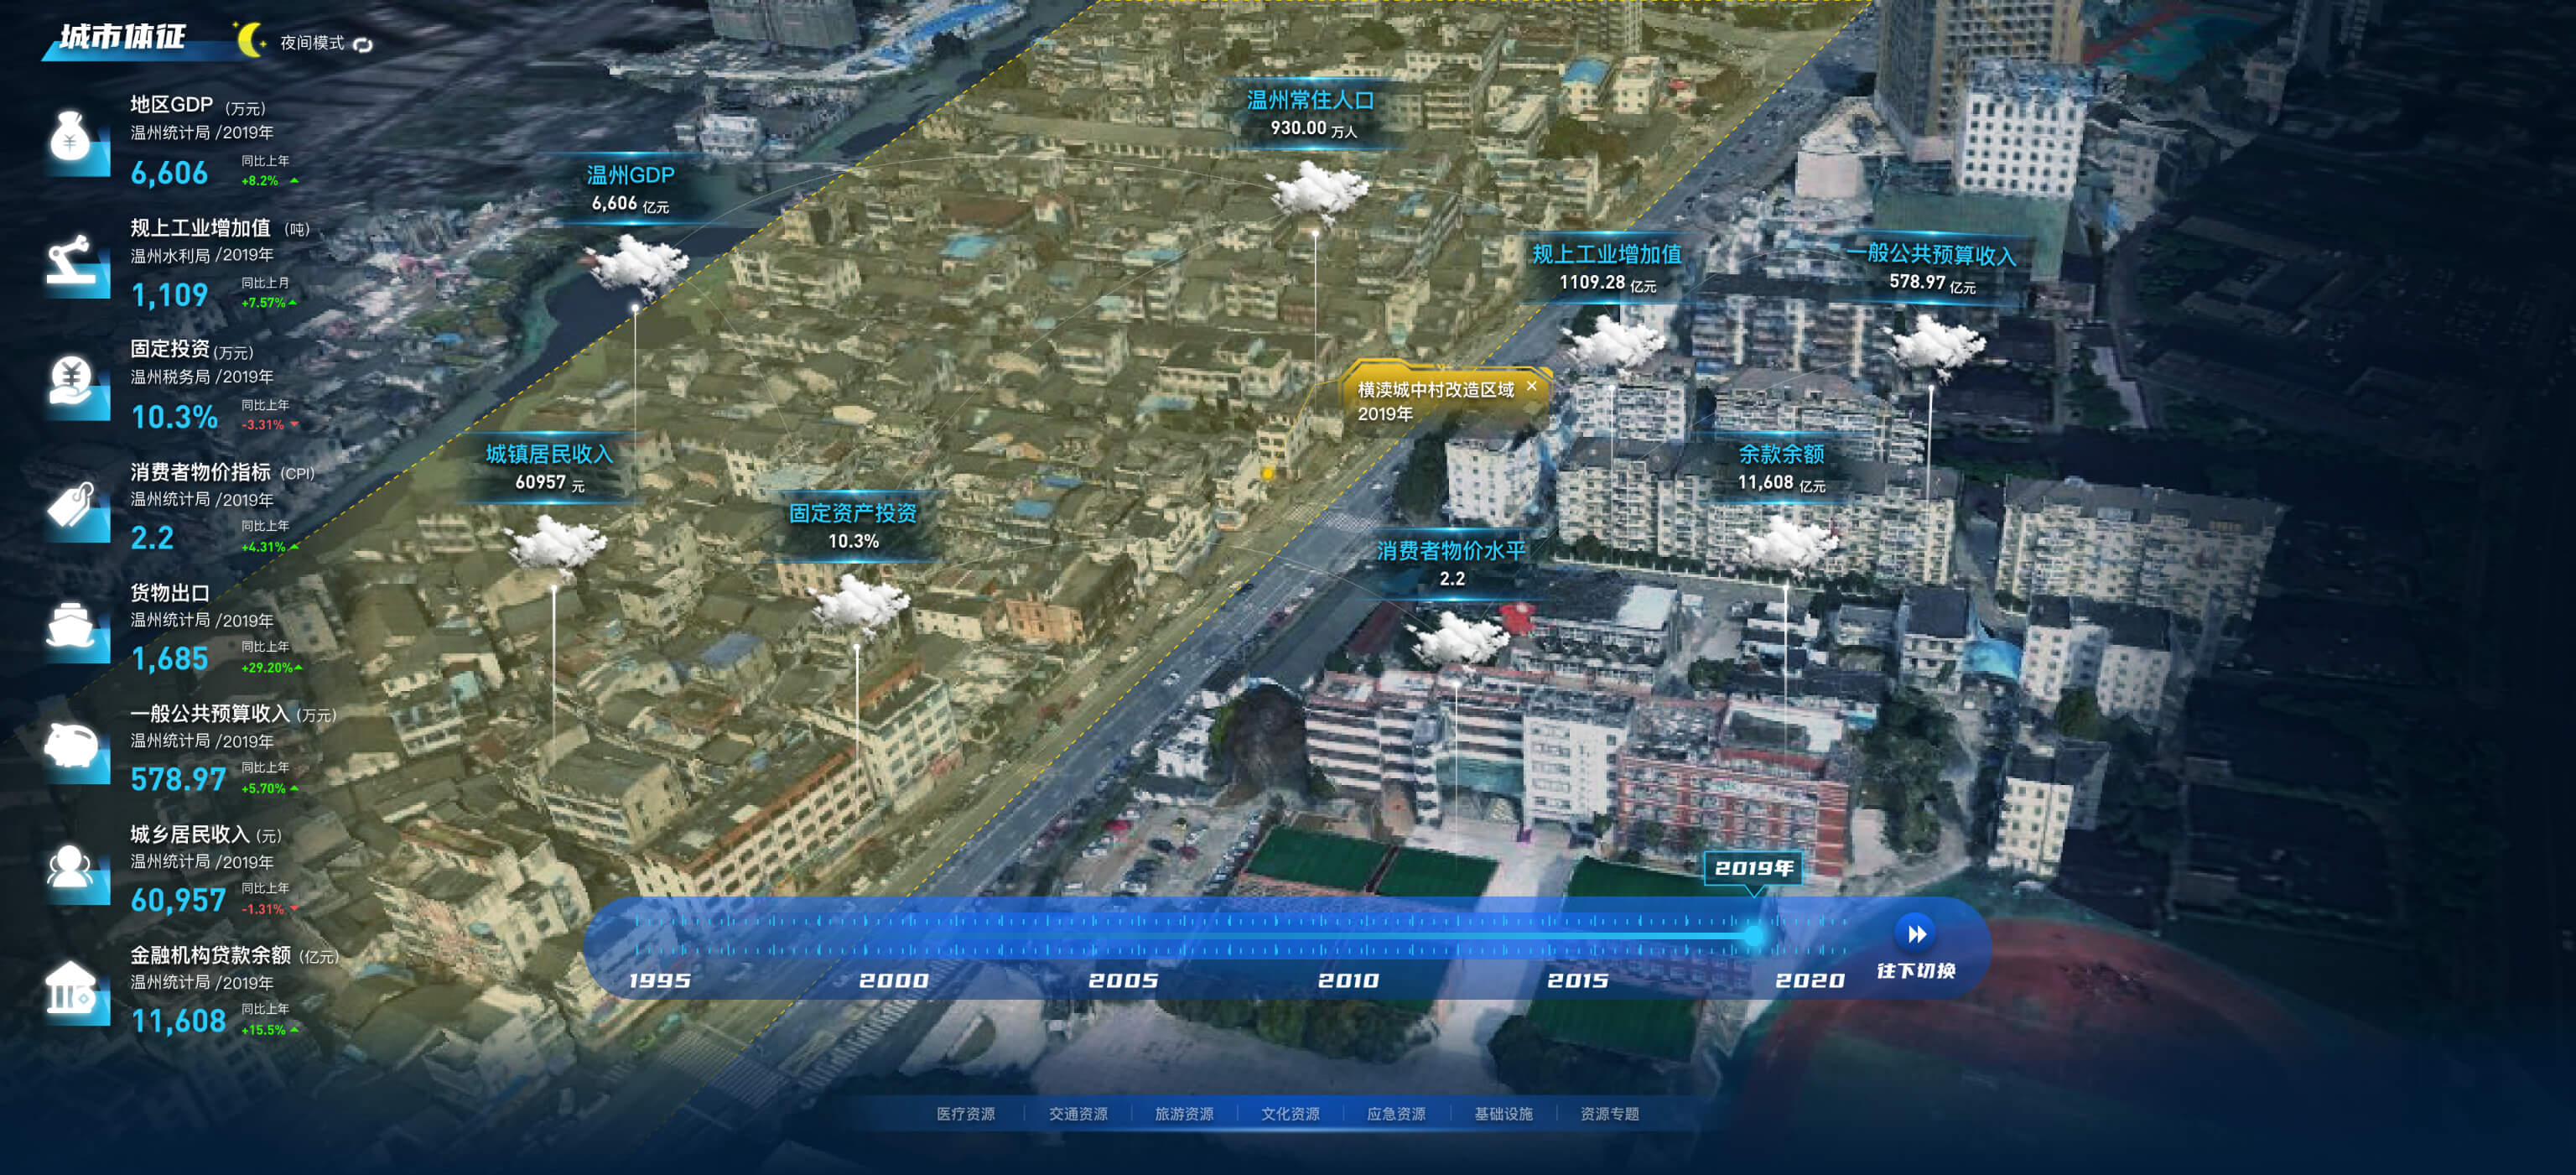 城市体征
夜间模式
地区GDP (万元)
温州统计局 /2019年
6,606
同比上年
+8.2%
规上工业增加值 (吨)
温州水利局 /2019年
1,109
同比上月
+7.57%
固定投资 (万元)
温州税务局 /2019年
10.3%
同比上年
-3.31%
消费者物价指标 (CPI)
温州统计局 /2019年
2.2
同比上年
+4.31%
货物出口
温州统计局 /2019年
1,685
同比上年
+29.20%
一般公共预算收入 (万元)
温州统计局 /2019年
578.97
同比上年
+5.70%
城乡居民收入 (元)
温州统计局 /2019年
60,957
同比上年
-1.31%
金融机构贷款余额 (亿元)
温州统计局 /2019年
11,608
同比上年
+15.5%
温州GDP
6,606 亿元
温州常住人口
930.00 万人
规上工业增加值
1109.28 亿元
一般公共预算收入
578.97 亿元
横渎城中村改造区域
2019年
城镇居民收入
60957 元
固定资产投资
10.3%
余款余额
11,608 亿元
消费者物价水平
2.2
2019年
1995
2000
2005
2010
2015
2020
往下切换
医疗资源
交通资源
旅游资源
文化资源
应急资源
基础设施
资源专题